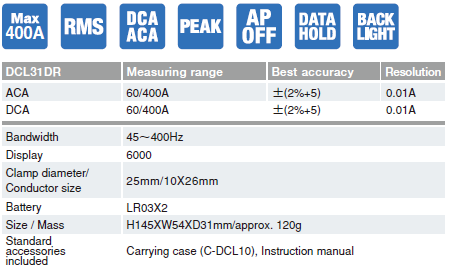 Max
400A
RMS
DCA
ACA
PEAK
AP
OFF
DATA
HOLD
BACK
LIGHT
DCL31DR Measuring range Best accuracy Resolution
ACA 60/400A ±(2%+5) 0.01A
DCA 60/400A ±(2%+5) 0.01A
Bandwidth 45～400Hz
Display 6000
Clamp diameter/
Conductor size 25mm/10X26mm
Battery LR03X2
Size / Mass H145XW54XD31mm/approx. 120g
Standard
accessories Carrying case (C-DCL10), Instruction manual
included